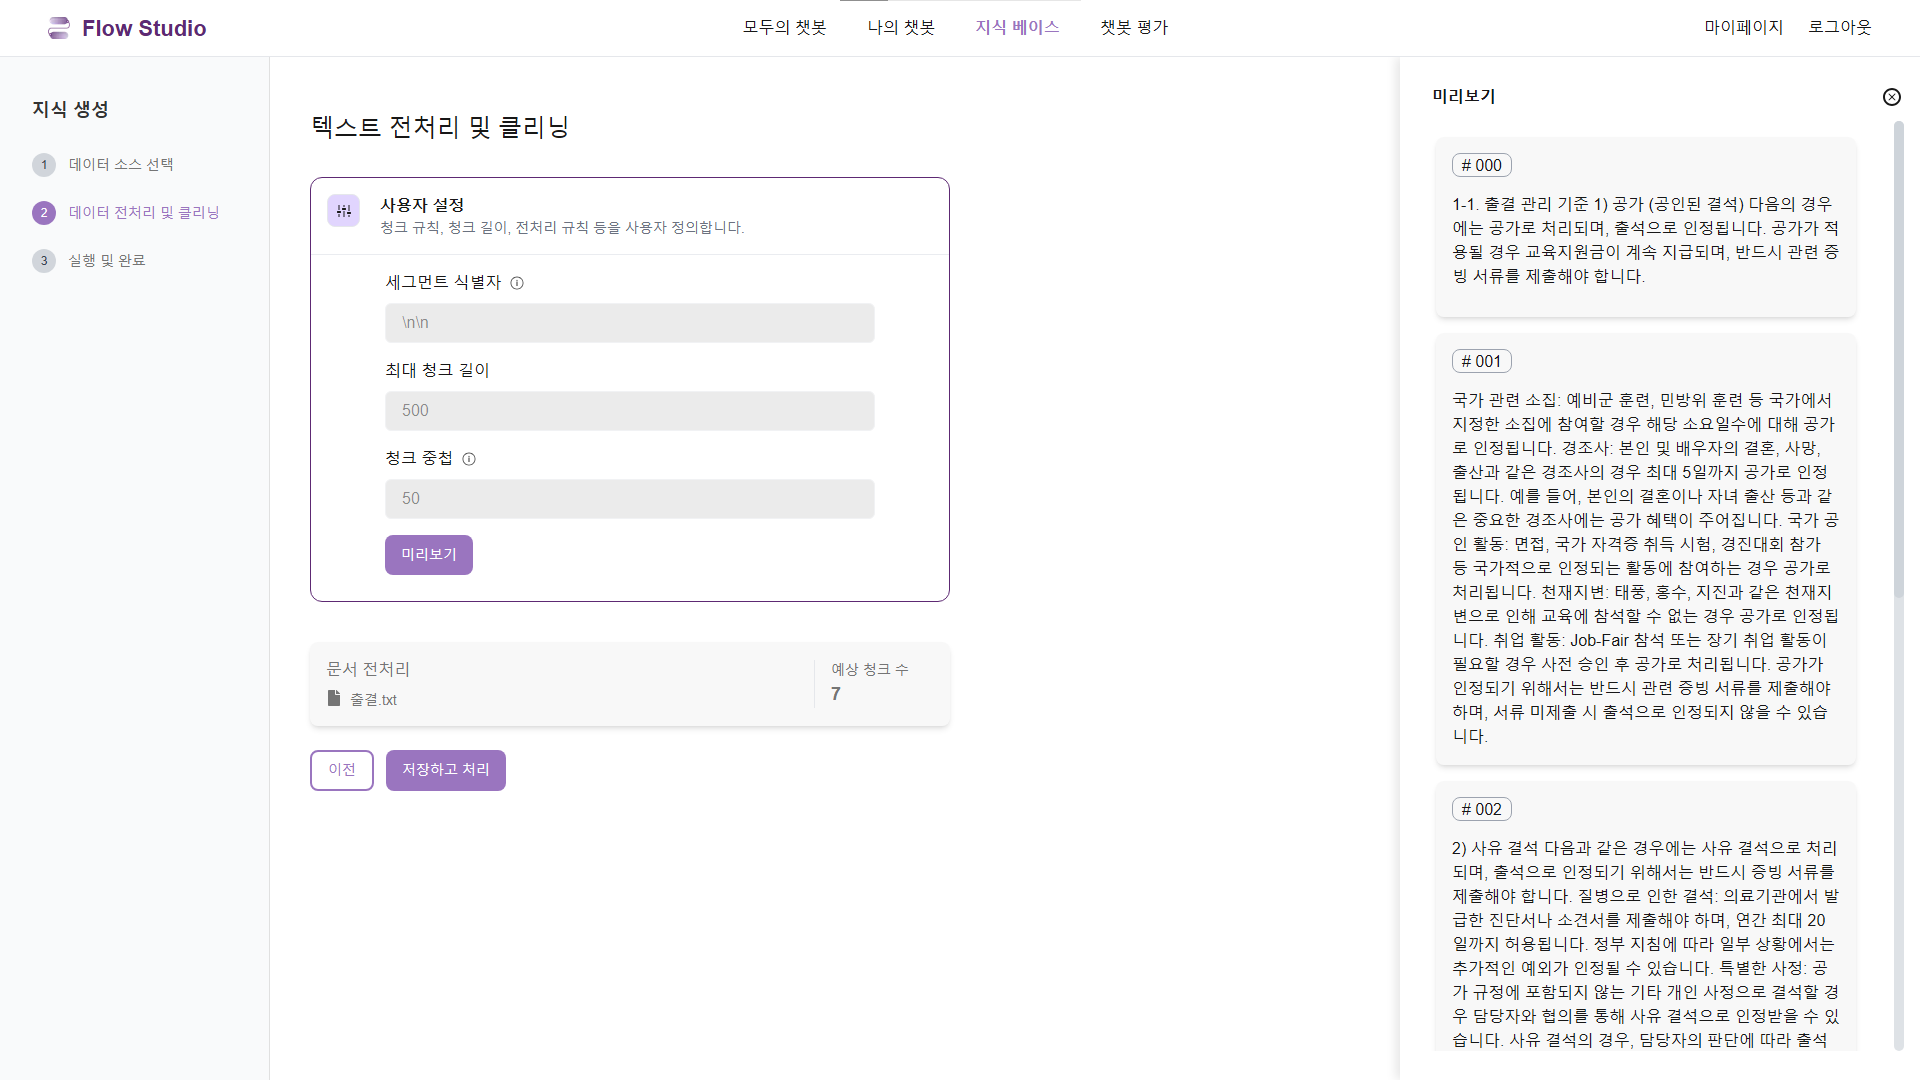 Flow Studio
모두의 챗봇
나의 챗봇
지식 베이스
챗봇 평가
마이페이지
로그아웃
지식 생성
1 데이터 소스 선택
2 데이터 전처리 및 클리닝
3 실행 및 완료
텍스트 전처리 및 클리닝
사용자 설정
청크 규칙, 청크 길이, 전처리 규칙 등을 사용자 정의합니다.
세그먼트 식별자
\n\n
최대 청크 길이
500
청크 중첩
50
미리보기
문서 전처리
출결.txt
예상 청크 수
7
이전
저장하고 처리
미리보기
# 000
1-1. 출결 관리 기준 1) 공가 (공인된 결석) 다음의 경우
에는 공가로 처리되며, 출석으로 인정됩니다. 공가가 적
용될 경우 교육지원금이 계속 지급되며, 반드시 관련 증
빙 서류를 제출해야 합니다.
# 001
국가 관련 소집: 예비군 훈련, 민방위 훈련 등 국가에서
지정한 소집에 참여할 경우 해당 소요일수에 대해 공가
로 인정됩니다. 경조사: 본인 및 배우자의 결혼, 사망,
출산과 같은 경조사의 경우 최대 5일까지 공가로 인정
됩니다. 예를 들어, 본인의 결혼이나 자녀 출산 등과 같
은 중요한 경조사에는 공가 혜택이 주어집니다. 국가 공
인 활동: 면접, 국가 자격증 취득 시험, 경진대회 참가
등 국가적으로 인정되는 활동에 참여하는 경우 공가로
처리됩니다. 천재지변: 태풍, 홍수, 지진과 같은 천재지
변으로 인해 교육에 참석할 수 없는 경우 공가로 인정됩
니다. 취업 활동: Job-Fair 참석 또는 장기 취업 활동이
필요할 경우 사전 승인 후 공가로 처리됩니다. 공가가
인정되기 위해서는 반드시 관련 증빙 서류를 제출해야
하며, 서류 미제출 시 출석으로 인정되지 않을 수 있습
니다.
# 002
2) 사유 결석 다음과 같은 경우에는 사유 결석으로 처리
되며, 출석으로 인정되기 위해서는 반드시 증빙 서류를
제출해야 합니다. 질병으로 인한 결석: 의료기관에서 발
급한 진단서나 소견서를 제출해야 하며, 연간 최대 20
일까지 허용됩니다. 정부 지침에 따라 일부 상황에서는
추가적인 예외가 인정될 수 있습니다. 특별한 사정: 공
가 규정에 포함되지 않는 기타 개인 사정으로 결석할 경
우 담당자와 협의를 통해 사유 결석으로 인정받을 수 있
습니다. 사유 결석의 경우, 담당자의 판단에 따라 출석